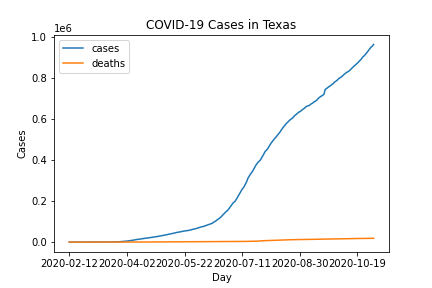 COVID-19 Cases in Texas
1e6
1.0
0.8
0.6
0.4
0.2
0.0
Cases
cases
deaths
2020-02-12 2020-04-02 2020-05-22 2020-07-11 2020-08-30 2020-10-19
Day